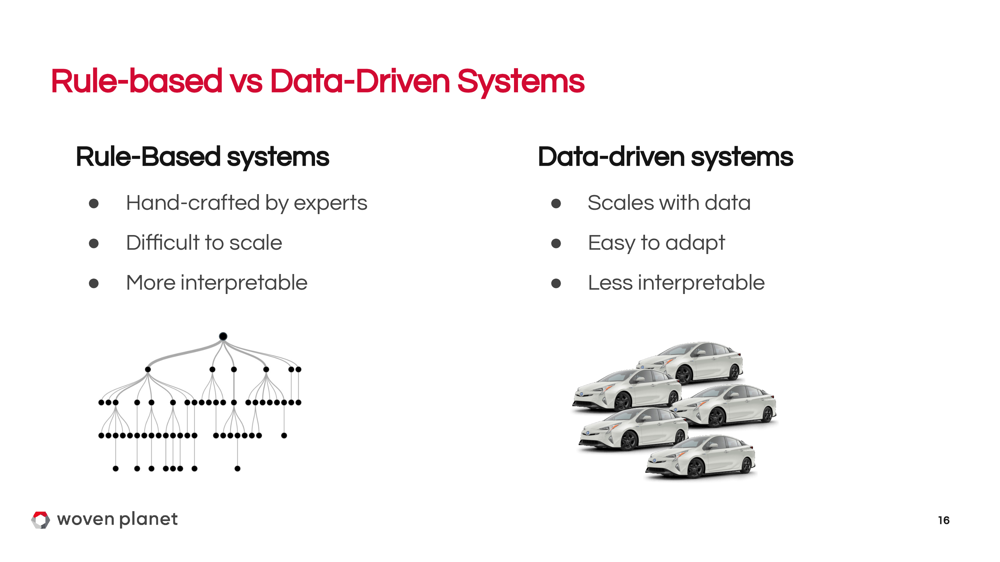 Rule-based vs Data-Driven Systems
Rule-Based systems
● Hand-crafted by experts
● Difficult to scale
● More interpretable
Data-driven systems
● Scales with data
● Easy to adapt
● Less interpretable
woven planet
16